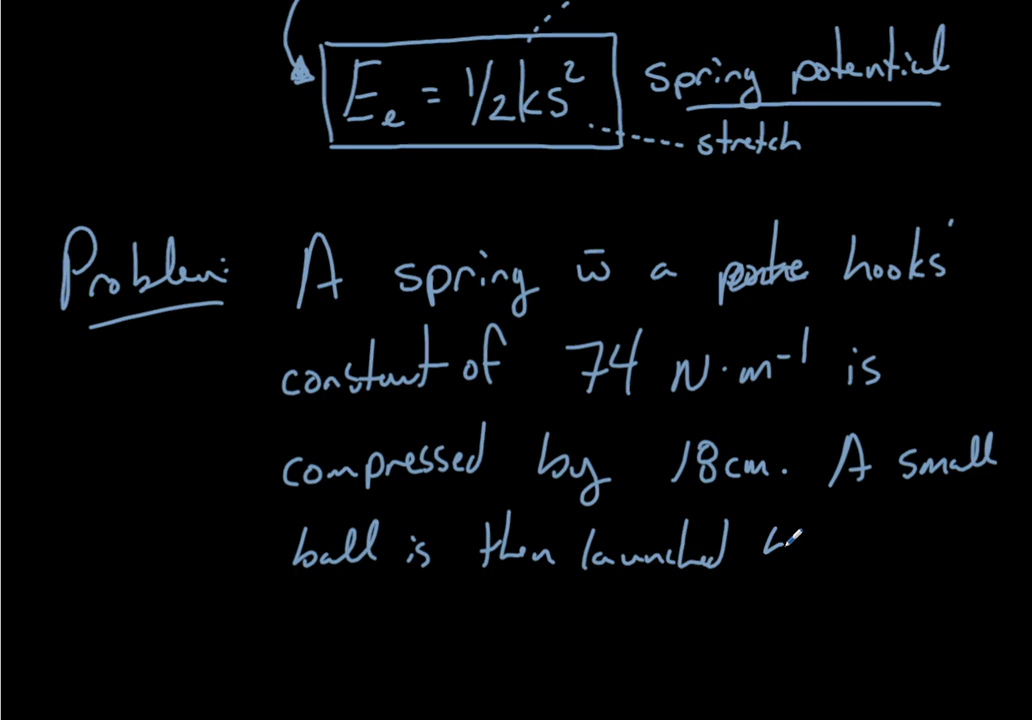 Eₑ = 1/2ks² spring potential
stretch
Problem: A spring w̄ a hooks'
constant of 74 N·m⁻¹ is
compressed by 18cm. A small
ball is then launched